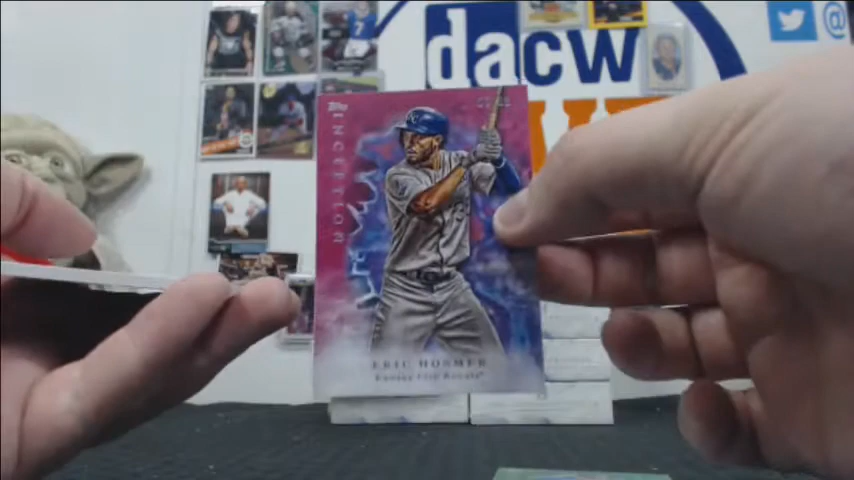 dacw
Topps
INCEPTION
ERIC HOSMER
Kansas City Royals
@